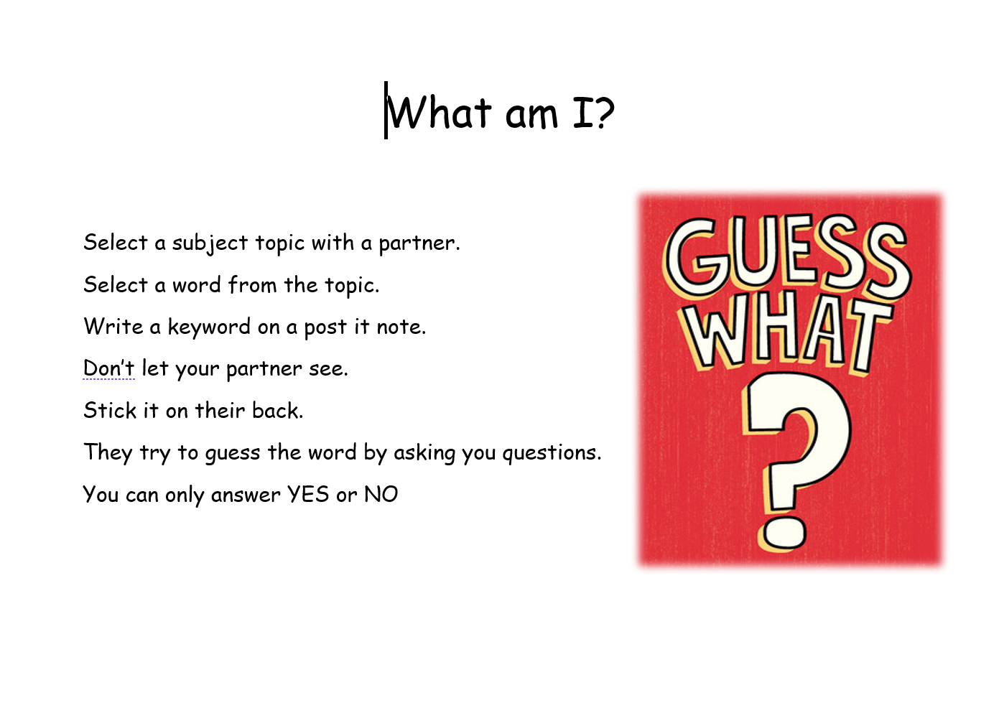 What am I?
Select a subject topic with a partner.
Select a word from the topic.
Write a keyword on a post it note.
Don't let your partner see.
Stick it on their back.
They try to guess the word by asking you questions.
You can only answer YES or NO
GUESS
WHAT
?